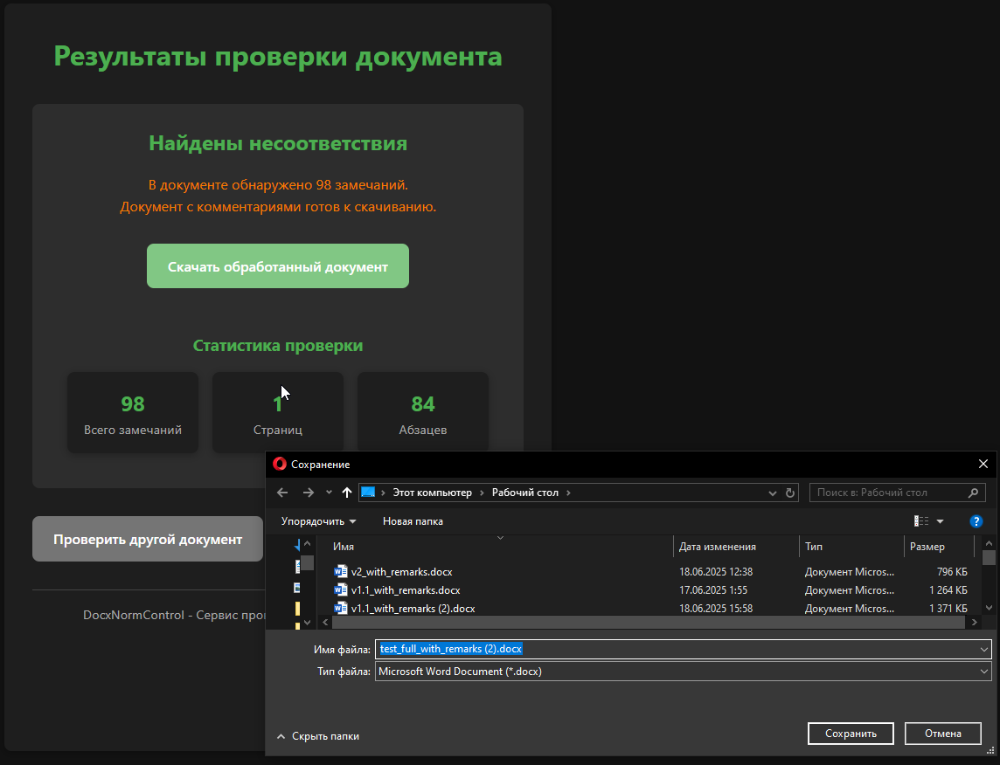 Результаты проверки документа
Найдены несоответствия
В документе обнаружено 98 замечаний.
Документ с комментариями готов к скачиванию.
Скачать обработанный документ
Статистика проверки
98
Всего замечаний
1
Страниц
84
Абзацев
Проверить другой документ
DocxNormControl - Сервис про
Сохранение
Этот компьютер
Рабочий стол
Поиск в: Рабочий стол
Упорядочить
Новая папка
Имя
Дата изменения
Тип
Размер
v2_with_remarks.docx 18.06.2025 12:38 Документ Micros... 796 КБ
v1.1_with_remarks.docx 17.06.2025 1:55 Документ Micros... 1 264 КБ
v1.1_with_remarks (2).docx 18.06.2025 15:58 Документ Micros... 1 371 КБ
Имя файла: test_full_with_remarks (2).docx
Тип файла: Microsoft Word Document (*.docx)
Скрыть папки
Сохранить
Отмена